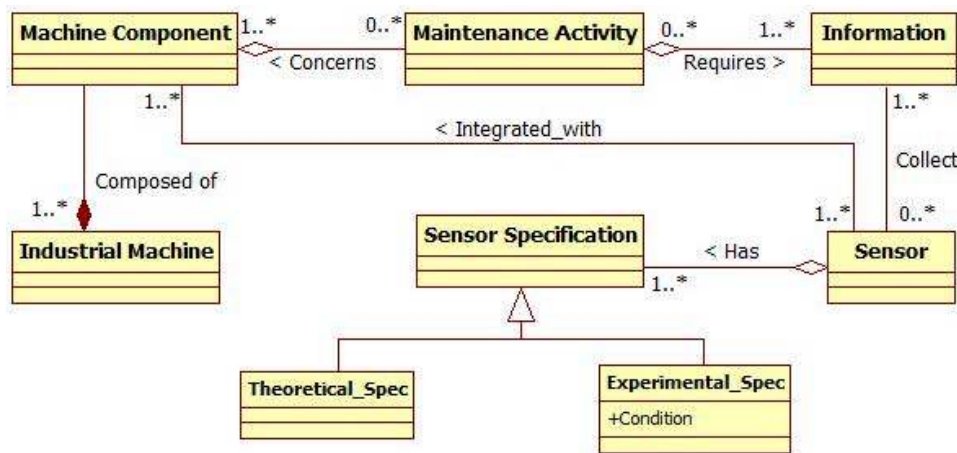 Machine Component
1..*
0..*
Maintenance Activity
0..*
1..*
Information
< Concerns
Requires >
1..*
1..*
< Integrated_with
Collect
Composed of
1..*
1..*
0..*
Industrial Machine
Sensor Specification
< Has
Sensor
1..*
Theoretical_Spec
Experimental_Spec
+Condition